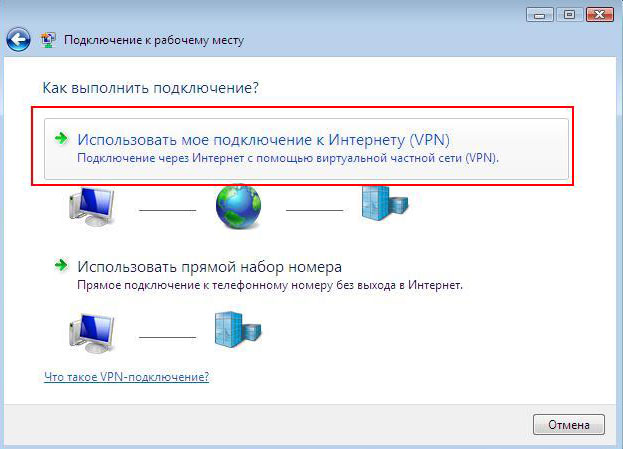 Подключение к рабочему месту
Как выполнить подключение?
Использовать мое подключение к Интернету (VPN)
Подключение через Интернет с помощью виртуальной частной сети (VPN).
Использовать прямой набор номера
Прямое подключение к телефонному номеру без выхода в Интернет.
Что такое VPN-подключение?
Отмена